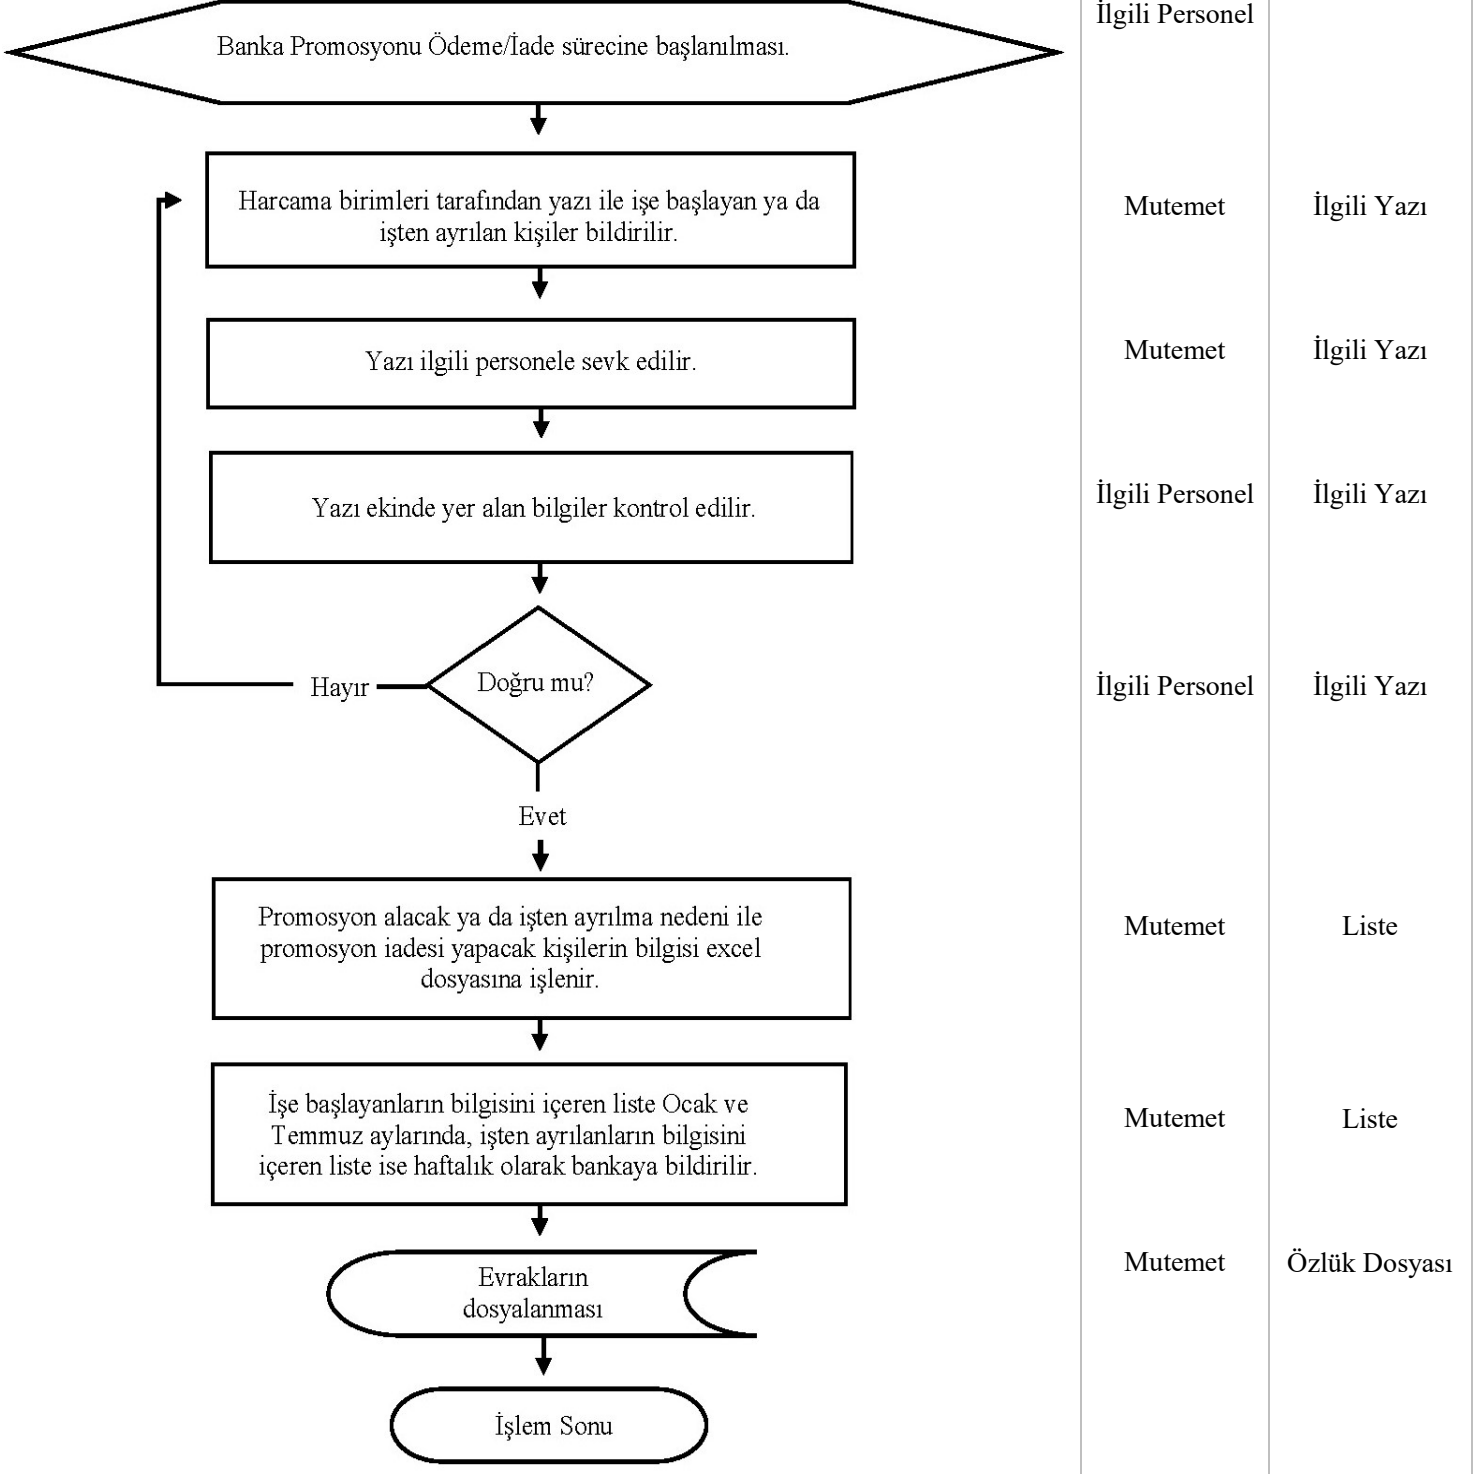 İlgili Personel
Banka Promosyonu Ödeme/İade sürecine başlanılması.
Harcama birimleri tarafından yazı ile işe başlayan ya da
işten ayrılan kişiler bildirilir.
Mutemet
İlgili Yazı
Yazı ilgili personele sevk edilir.
Mutemet
İlgili Yazı
Yazı ekinde yer alan bilgiler kontrol edilir.
İlgili Personel
İlgili Yazı
Doğru mu?
Hayır
İlgili Personel
İlgili Yazı
Evet
Promosyon alacak ya da işten ayrılma nedeni ile
promosyon iadesi yapacak kişilerin bilgisi excel
dosyasına işlenir.
Mutemet
Liste
İşe başlayanların bilgisini içeren liste Ocak ve
Temmuz aylarında, işten ayrılanların bilgisini
içeren liste ise haftalık olarak bankaya bildirilir.
Mutemet
Liste
Evrakların
dosyalanması
Mutemet
Özlük Dosyası
İşlem Sonu